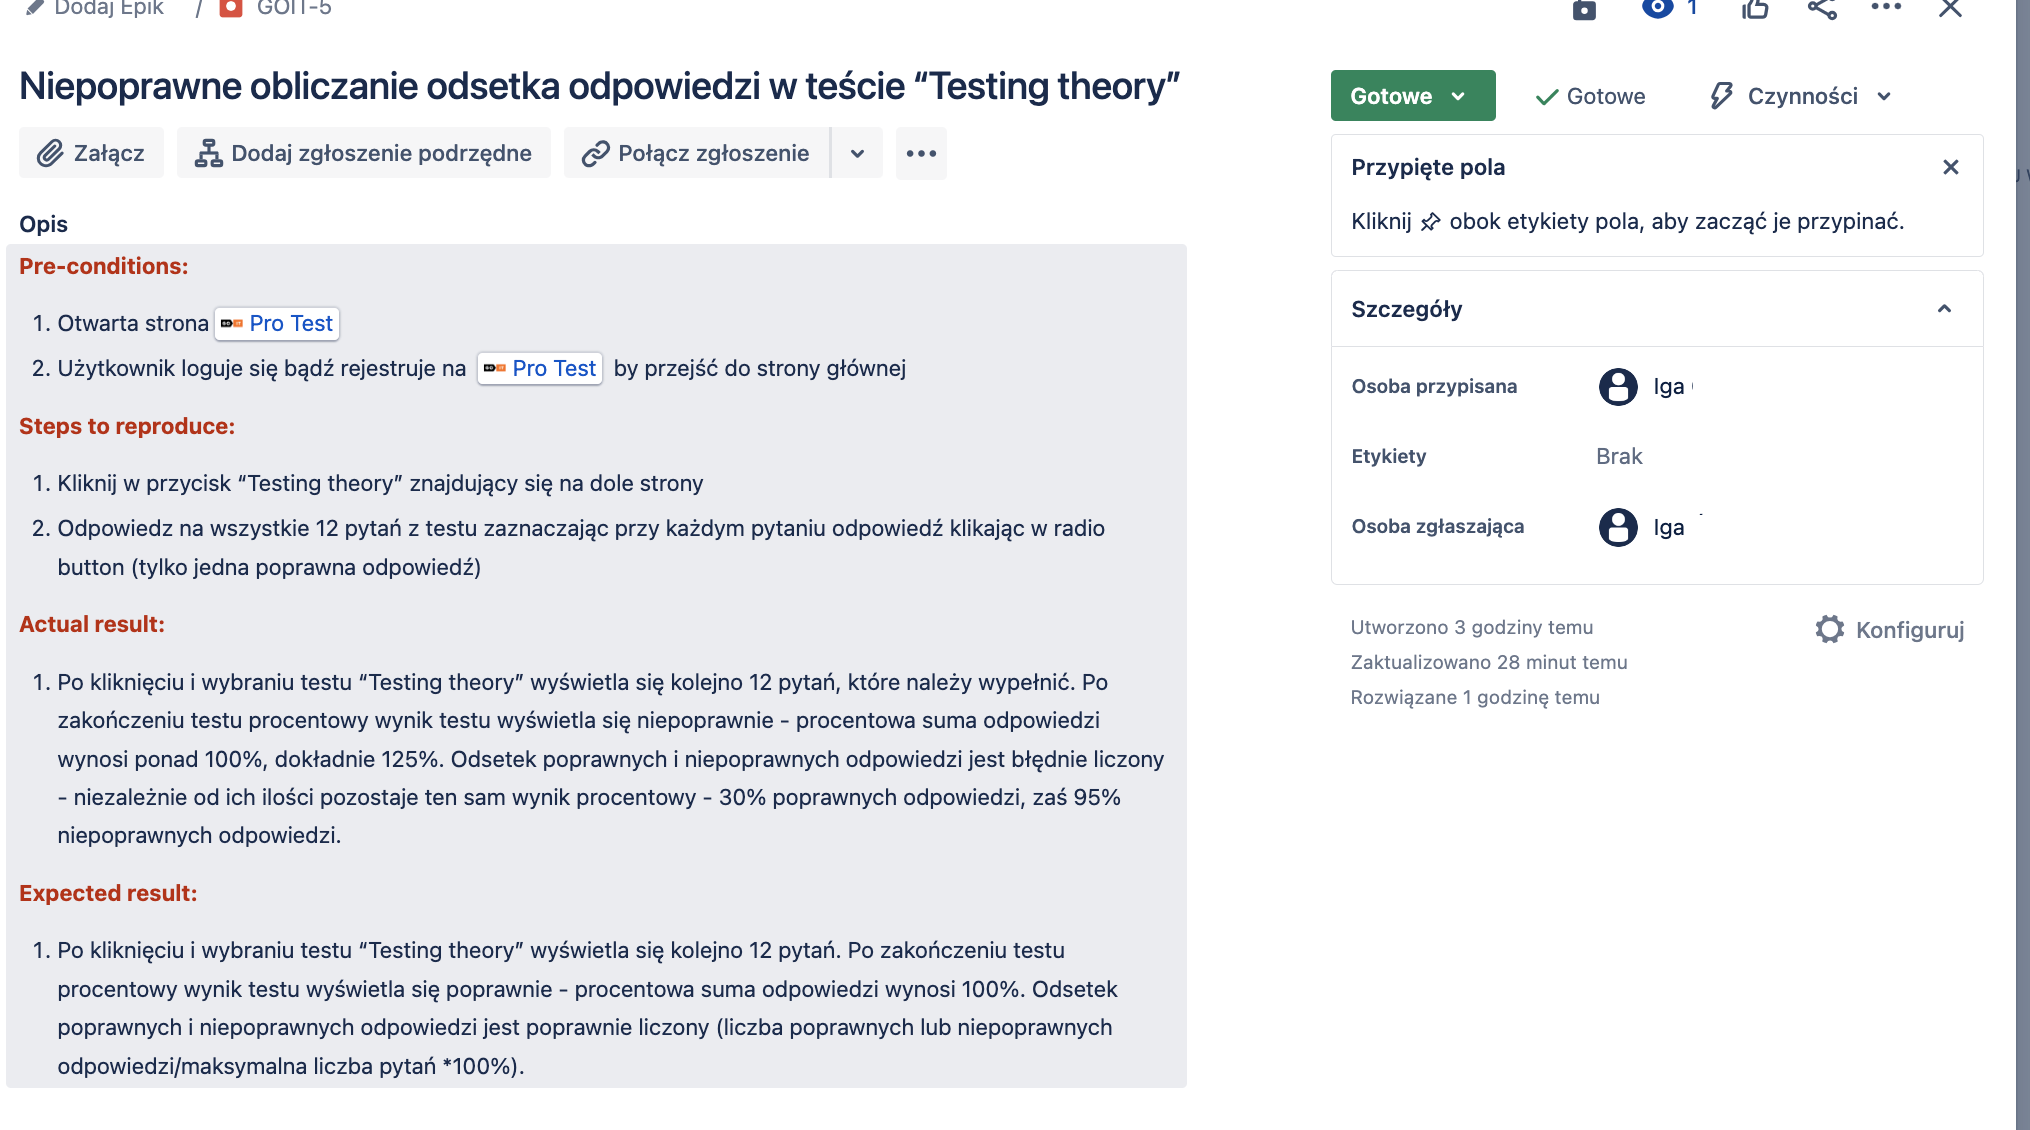 Dodaj Epik / GOIT-5
1
Niepoprawne obliczanie odsetka odpowiedzi w teście “Testing theory”
Gotowe
Gotowe
Czynności
Załącz
Dodaj zgłoszenie podrzędne
Połącz zgłoszenie
Opis
Pre-conditions:
1. Otwarta strona Pro Test
2. Użytkownik loguje się bądź rejestruje na Pro Test by przejść do strony głównej
Steps to reproduce:
1. Kliknij w przycisk “Testing theory” znajdujący się na dole strony
2. Odpowiedz na wszystkie 12 pytań z testu zaznaczając przy każdym pytaniu odpowiedź klikając w radio
button (tylko jedna poprawna odpowiedź)
Actual result:
1. Po kliknięciu i wybraniu testu “Testing theory” wyświetla się kolejno 12 pytań, które należy wypełnić. Po
zakończeniu testu procentowy wynik testu wyświetla się niepoprawnie - procentowa suma odpowiedzi
wynosi ponad 100%, dokładnie 125%. Odsetek poprawnych i niepoprawnych odpowiedzi jest błędnie liczony
- niezależnie od ich ilości pozostaje ten sam wynik procentowy - 30% poprawnych odpowiedzi, zaś 95%
niepoprawnych odpowiedzi.
Expected result:
1. Po kliknięciu i wybraniu testu “Testing theory” wyświetla się kolejno 12 pytań. Po zakończeniu testu
procentowy wynik testu wyświetla się poprawnie - procentowa suma odpowiedzi wynosi 100%. Odsetek
poprawnych i niepoprawnych odpowiedzi jest poprawnie liczony (liczba poprawnych lub niepoprawnych
odpowiedzi/maksymalna liczba pytań *100%).
Przypięte pola
Kliknij obok etykiety pola, aby zacząć je przypinać.
Szczegóły
Osoba przypisana
Iga
Etykiety
Brak
Osoba zgłaszająca
Iga
Utworzono 3 godziny temu
Zaktualizowano 28 minut temu
Rozwiązane 1 godzinę temu
Konfiguruj